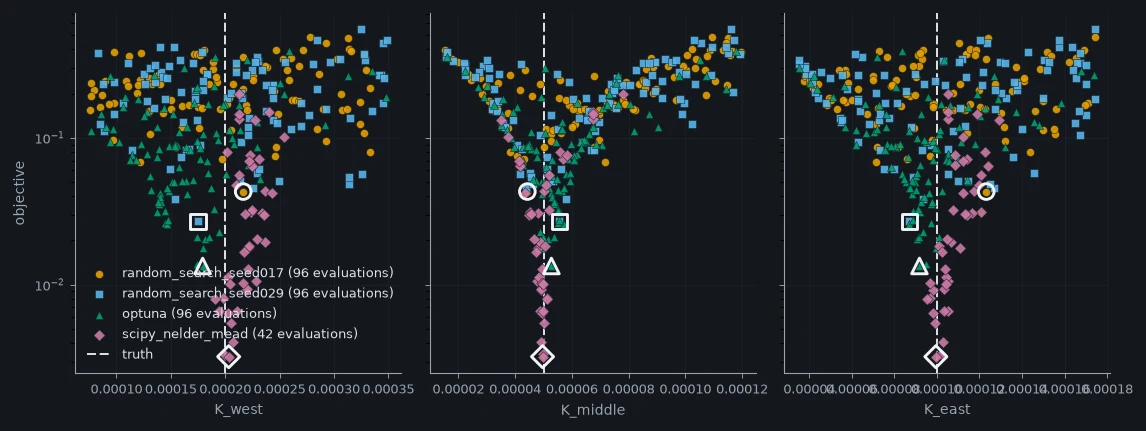 objective
10⁻¹
10⁻²
random_search_seed017 (96 evaluations)
random_search_seed029 (96 evaluations)
optuna (96 evaluations)
scipy_nelder_mead (42 evaluations)
truth
0.00010 0.00015 0.00020 0.00025 0.00030 0.00035
K_west
0.00002 0.00004 0.00006 0.00008 0.00010 0.00012
K_middle
0.00004 0.00006 0.00008 0.00010 0.00012 0.00014 0.00016 0.00018
K_east